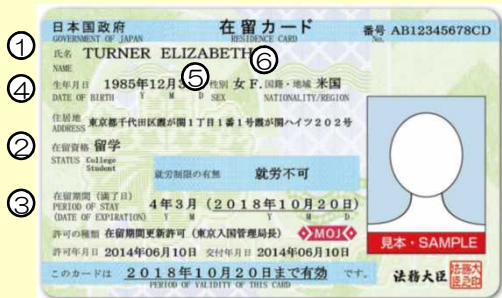 日本国政府 在留カード 番号 AB12345678CD
GOVERNMENT OF JAPAN RESIDENCE CARD No.
① 氏名 TURNER ELIZABETH ⑥
NAME
④ 生年月日 1985年12月3 ⑤ 性別 女 F. 国籍・地域 米国
DATE OF BIRTH Y M D SEX NATIONALITY/REGION
住居地 東京都千代田区霞が関1丁目1番1号霞が関ハイツ202号
ADDRESS
② 在留資格 留学
STATUS College
Student
就労制限の有無 就労不可
③ 在留期間(満了日)
PERIOD OF STAY 4年3月(2018年10月20日)
(DATE OF EXPIRATION) Y M Y M D
許可の種類 在留期間更新許可(東京入国管理局長) MOJ
許可年月日 2014年06月10日 交付年月日 2014年06月10日
見本・SAMPLE
このカードは 2018年10月20日まで有効 です。 法務大臣
PERIOD OF VALIDITY OF THIS CARD